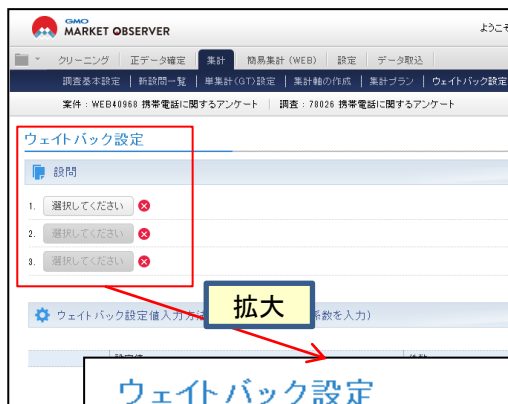 GMO
MARKET OBSERVER
ようこそ
クリーニング 正データ確定 集計 簡易集計 (WEB) 設定 データ取込
調査基本設定 | 新設問一覧 | 単集計(GT)設定 | 集計軸の作成 | 集計プラン | ウェイトバック設定
案件 : WEB40968 携帯電話に関するアンケート | 調査 : 78026 携帯電話に関するアンケート
ウェイトバック設定
設問
1. 選択してください
2. 選択してください
3. 選択してください
拡大
ウェイトバック設定値入力方 係数を入力)
ウェイトバック設定